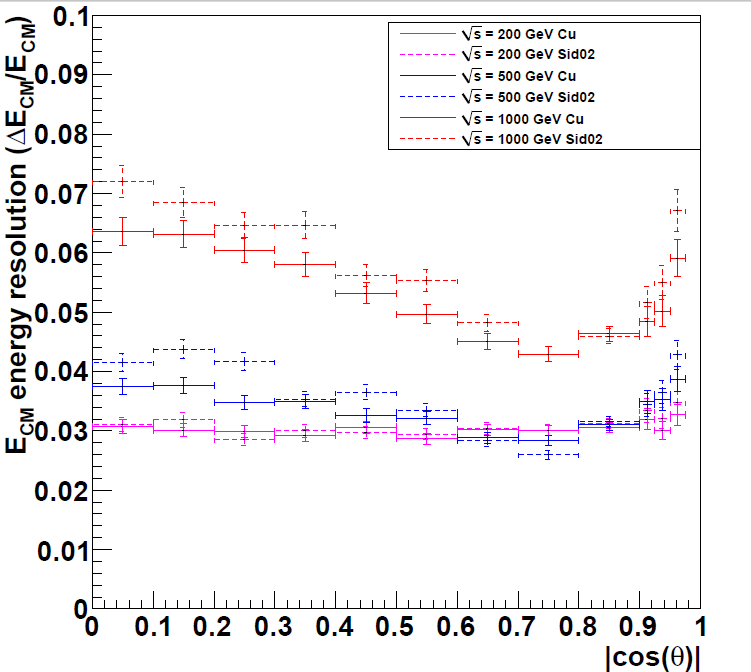 E_CM energy resolution (ΔE_CM/E_CM)
0.1
0.09
0.08
0.07
0.06
0.05
0.04
0.03
0.02
0.01
0
√s = 200 GeV Cu
√s = 200 GeV Sid02
√s = 500 GeV Cu
√s = 500 GeV Sid02
√s = 1000 GeV Cu
√s = 1000 GeV Sid02
0 0.1 0.2 0.3 0.4 0.5 0.6 0.7 0.8 0.9 1
|cos(θ)|